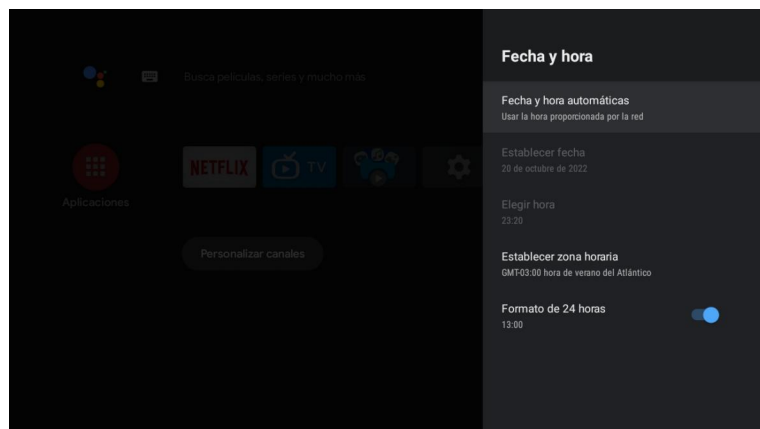 Busca películas, series y mucho más
NETFLIX
TV
Aplicaciones
Personalizar canales
Fecha y hora
Fecha y hora automáticas
Usar la hora proporcionada por la red
Establecer fecha
20 de octubre de 2022
Elegir hora
23:20
Establecer zona horaria
GMT-03:00 hora de verano del Atlántico
Formato de 24 horas
13:00